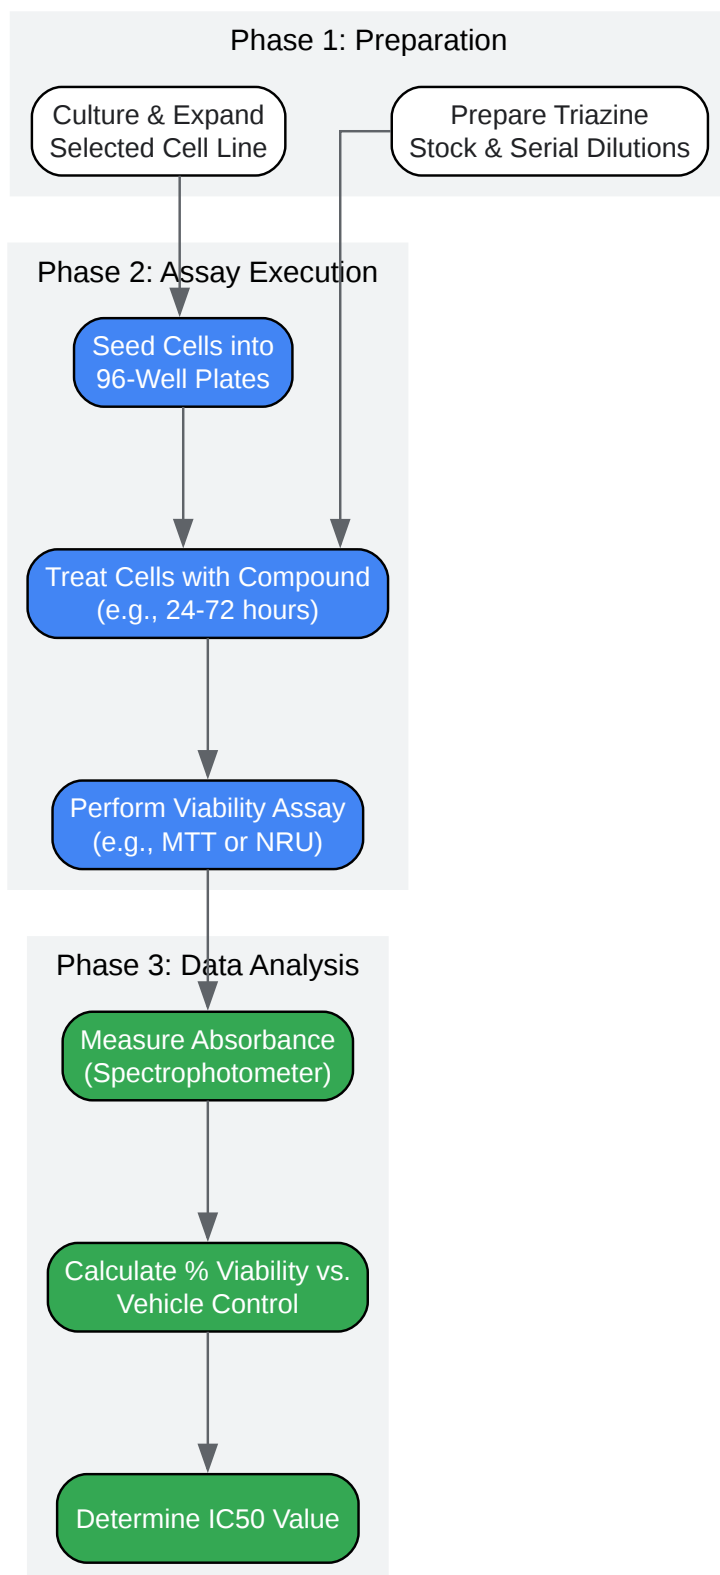 Phase 1: Preparation
Culture & Expand
Selected Cell Line
Prepare Triazine
Stock & Serial Dilutions
Phase 2: Assay Execution
Seed Cells into
96-Well Plates
Treat Cells with Compound
(e.g., 24-72 hours)
Perform Viability Assay
(e.g., MTT or NRU)
Phase 3: Data Analysis
Measure Absorbance
(Spectrophotometer)
Calculate % Viability vs.
Vehicle Control
Determine IC50 Value